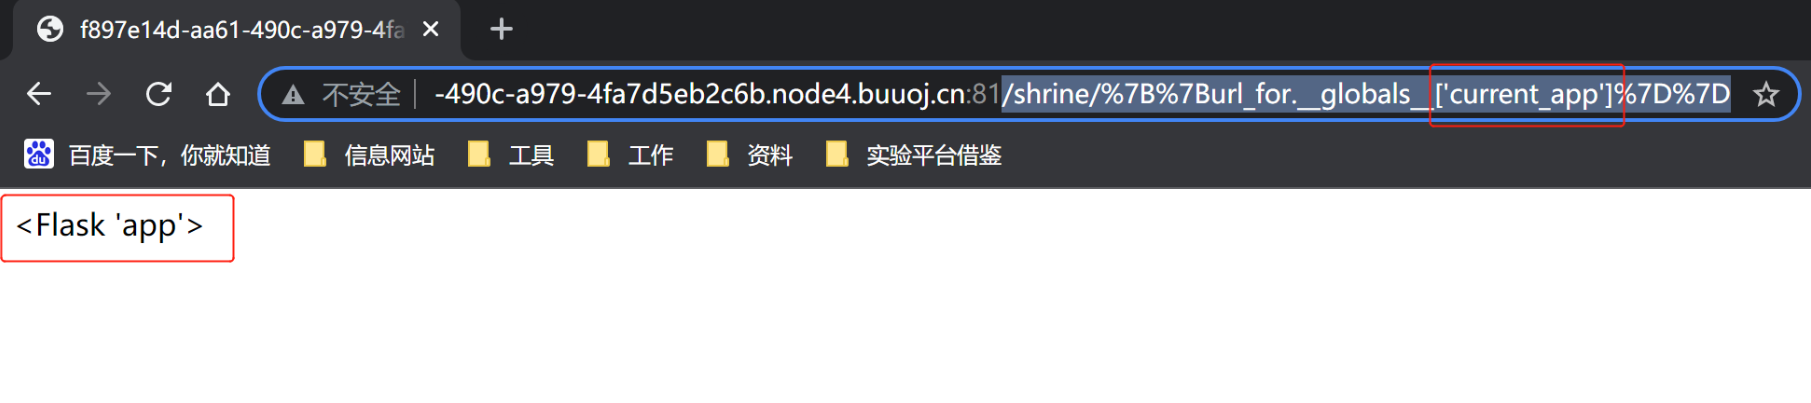 f897e14d-aa61-490c-a979-4fa
不安全 -490c-a979-4fa7d5eb2c6b.node4.buuoj.cn:81/shrine/%7B%7Burl_for.__globals__['current_app']%7D%7D
du 百度一下，你就知道 信息网站 工具 工作 资料 实验平台借鉴
<Flask 'app'>